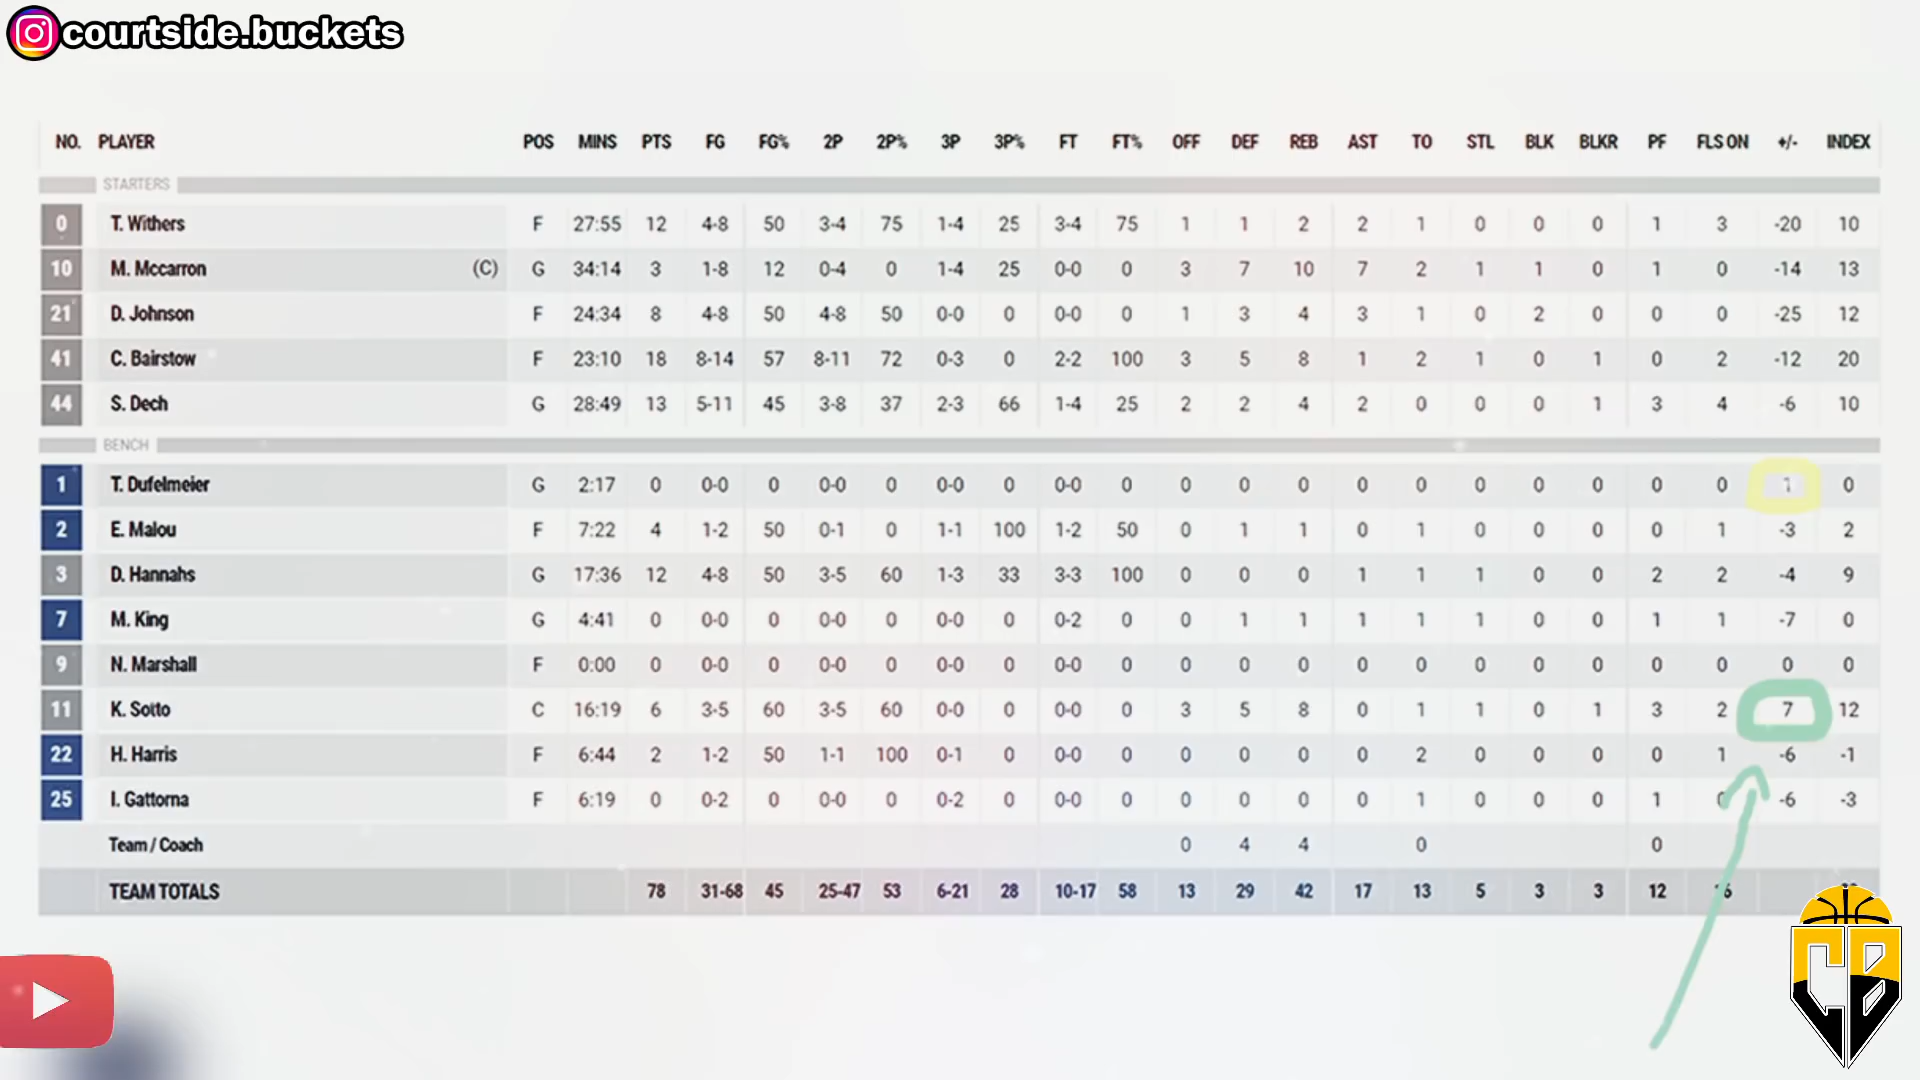 courtside.buckets
NO. PLAYER POS MINS PTS FG FG% 2P 2P% 3P 3P% FT FT% OFF DEF REB AST TO STL BLK BLKR PF FLS ON +/- INDEX
STARTERS
0 T. Withers F 27:55 12 4-8 50 3-4 75 1-4 25 3-4 75 1 1 2 2 1 0 0 0 1 3 -20 10
10 M. Mccarron (C) G 34:14 3 1-8 12 0-4 0 1-4 25 0-0 0 3 7 10 7 2 1 1 0 1 0 -14 13
21 D. Johnson F 24:34 8 4-8 50 4-8 50 0-0 0 0-0 0 1 3 4 3 1 0 2 0 0 0 -25 12
41 C. Bairstow F 23:10 18 8-14 57 8-11 72 0-3 0 2-2 100 3 5 8 1 2 1 0 1 0 2 -12 20
44 S. Dech G 28:49 13 5-11 45 3-8 37 2-3 66 1-4 25 2 2 4 2 0 0 0 1 3 4 -6 10
BENCH
1 T. Dufelmeier G 2:17 0 0-0 0 0-0 0 0-0 0 0-0 0 0 0 0 0 0 0 0 0 0 0 1 0
2 E. Malou F 7:22 4 1-2 50 0-1 0 1-1 100 1-2 50 0 1 1 0 1 0 0 0 0 1 -3 2
3 D. Hannahs G 17:36 12 4-8 50 3-5 60 1-3 33 3-3 100 0 0 0 1 1 1 0 0 2 2 -4 9
7 M. King G 4:41 0 0-0 0 0-0 0 0-0 0 0-2 0 0 1 1 1 1 1 0 0 1 1 -7 0
9 N. Marshall F 0:00 0 0-0 0 0-0 0 0-0 0 0-0 0 0 0 0 0 0 0 0 0 0 0 0 0
11 K. Sotto C 16:19 6 3-5 60 3-5 60 0-0 0 0-0 0 3 5 8 0 1 1 0 1 3 2 7 12
22 H. Harris F 6:44 2 1-2 50 1-1 100 0-1 0 0-0 0 0 0 0 0 2 0 0 0 0 1 -6 -1
25 I. Gattorna F 6:19 0 0-2 0 0-0 0 0-2 0 0-0 0 0 0 0 0 1 0 0 0 1 -6 -3
Team / Coach 0 4 4 0 0
TEAM TOTALS 78 31-68 45 25-47 53 6-21 28 10-17 58 13 29 42 17 13 5 3 3 12
CB